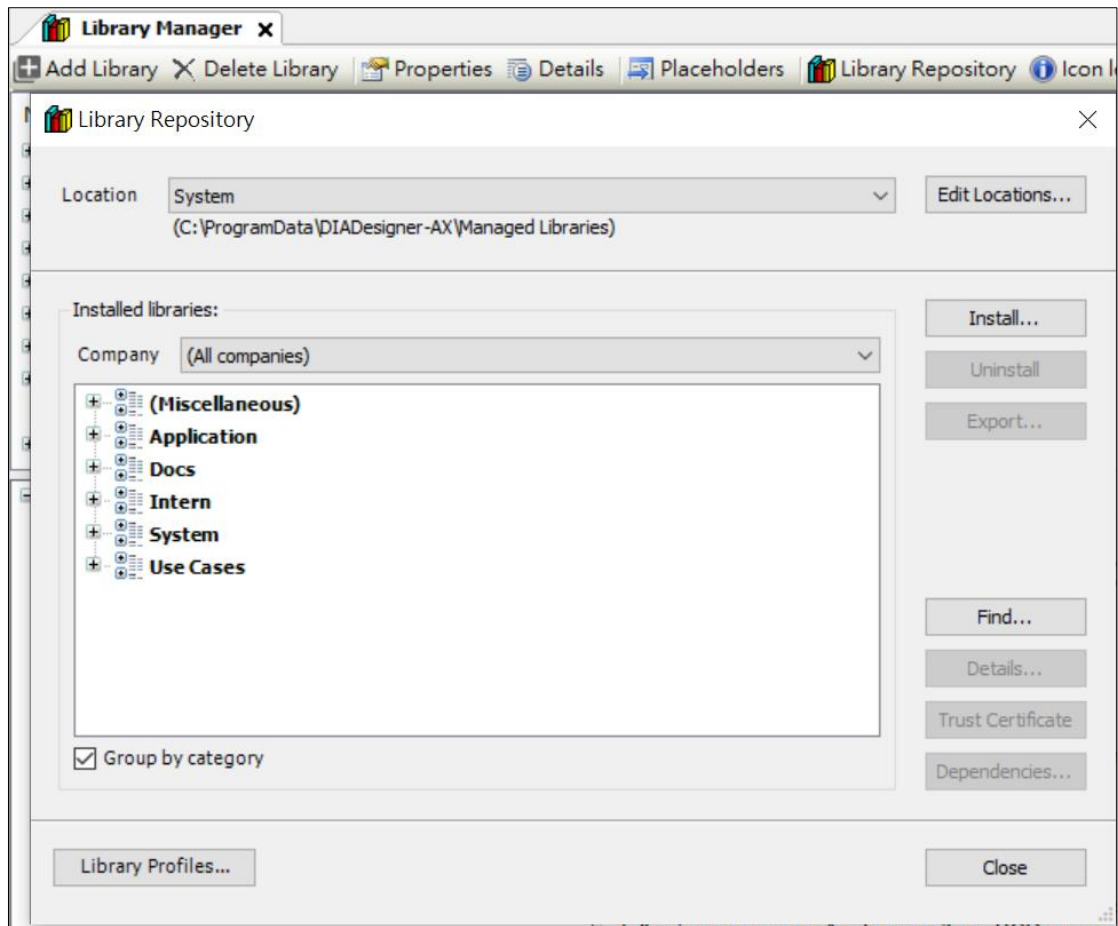 Library Manager
Add Library Delete Library Properties Details Placeholders Library Repository Icon
Library Repository
Location System Edit Locations...
(C:\ProgramData\DIADesigner-AX\Managed Libraries)
Installed libraries:
Install...
Company (All companies)
Uninstall
(Miscellaneous)
Export...
Application
Docs
Intern
System
Use Cases
Find...
Details...
Trust Certificate
Group by category
Dependencies...
Library Profiles... Close